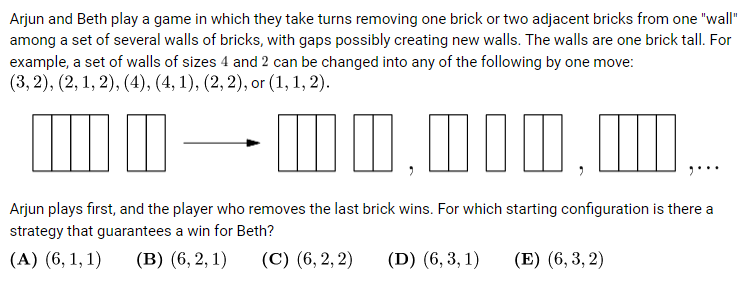 Arjun and Beth play a game in which they take turns removing one brick or two adjacent bricks from one "wall"
among a set of several walls of bricks, with gaps possibly creating new walls. The walls are one brick tall. For
example, a set of walls of sizes 4 and 2 can be changed into any of the following by one move:
(3, 2), (2, 1, 2), (4), (4, 1), (2, 2), or (1, 1, 2).
, , , ...
Arjun plays first, and the player who removes the last brick wins. For which starting configuration is there a
strategy that guarantees a win for Beth?
(A) (6, 1, 1) (B) (6, 2, 1) (C) (6, 2, 2) (D) (6, 3, 1) (E) (6, 3, 2)